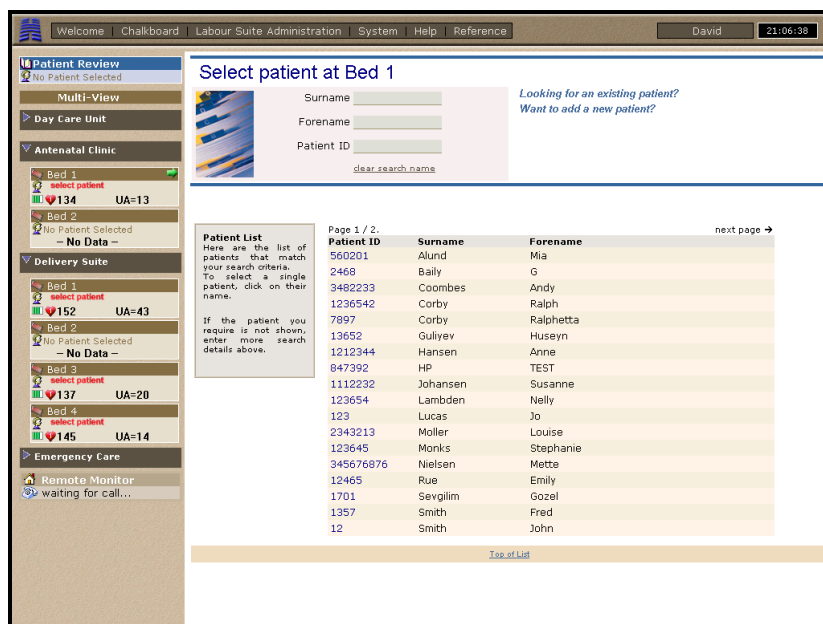 Welcome | Chalkboard | Labour Suite Administration | System | Help | Reference
David
21:06:38
Patient Review
No Patient Selected
Multi-View
Day Care Unit
Antenatal Clinic
Bed 1
select patient
134 UA=13
Bed 2
No Patient Selected
– No Data –
Delivery Suite
Bed 1
select patient
152 UA=43
Bed 2
No Patient Selected
– No Data –
Bed 3
select patient
137 UA=20
Bed 4
select patient
145 UA=14
Emergency Care
Remote Monitor
waiting for call...
Select patient at Bed 1
Surname
Forename
Patient ID
clear search name
Looking for an existing patient?
Want to add a new patient?
Patient List
Here are the list of
patients that match
your search criteria.
To select a single
patient, click on their
name.
If the patient you
require is not shown,
enter more search
details above.
Page 1 / 2. next page →
Patient ID Surname Forename
560201 Alund Mia
2468 Baily G
3482233 Coombes Andy
1236542 Corby Ralph
7897 Corby Ralphetta
13652 Guliyev Huseyn
1212344 Hansen Anne
847392 HP TEST
1112232 Johansen Susanne
123654 Lambden Nelly
123 Lucas Jo
2343213 Moller Louise
123645 Monks Stephanie
345676876 Nielsen Mette
12465 Rue Emily
1701 Sevgilim Gozel
1357 Smith Fred
12 Smith John
Top of List